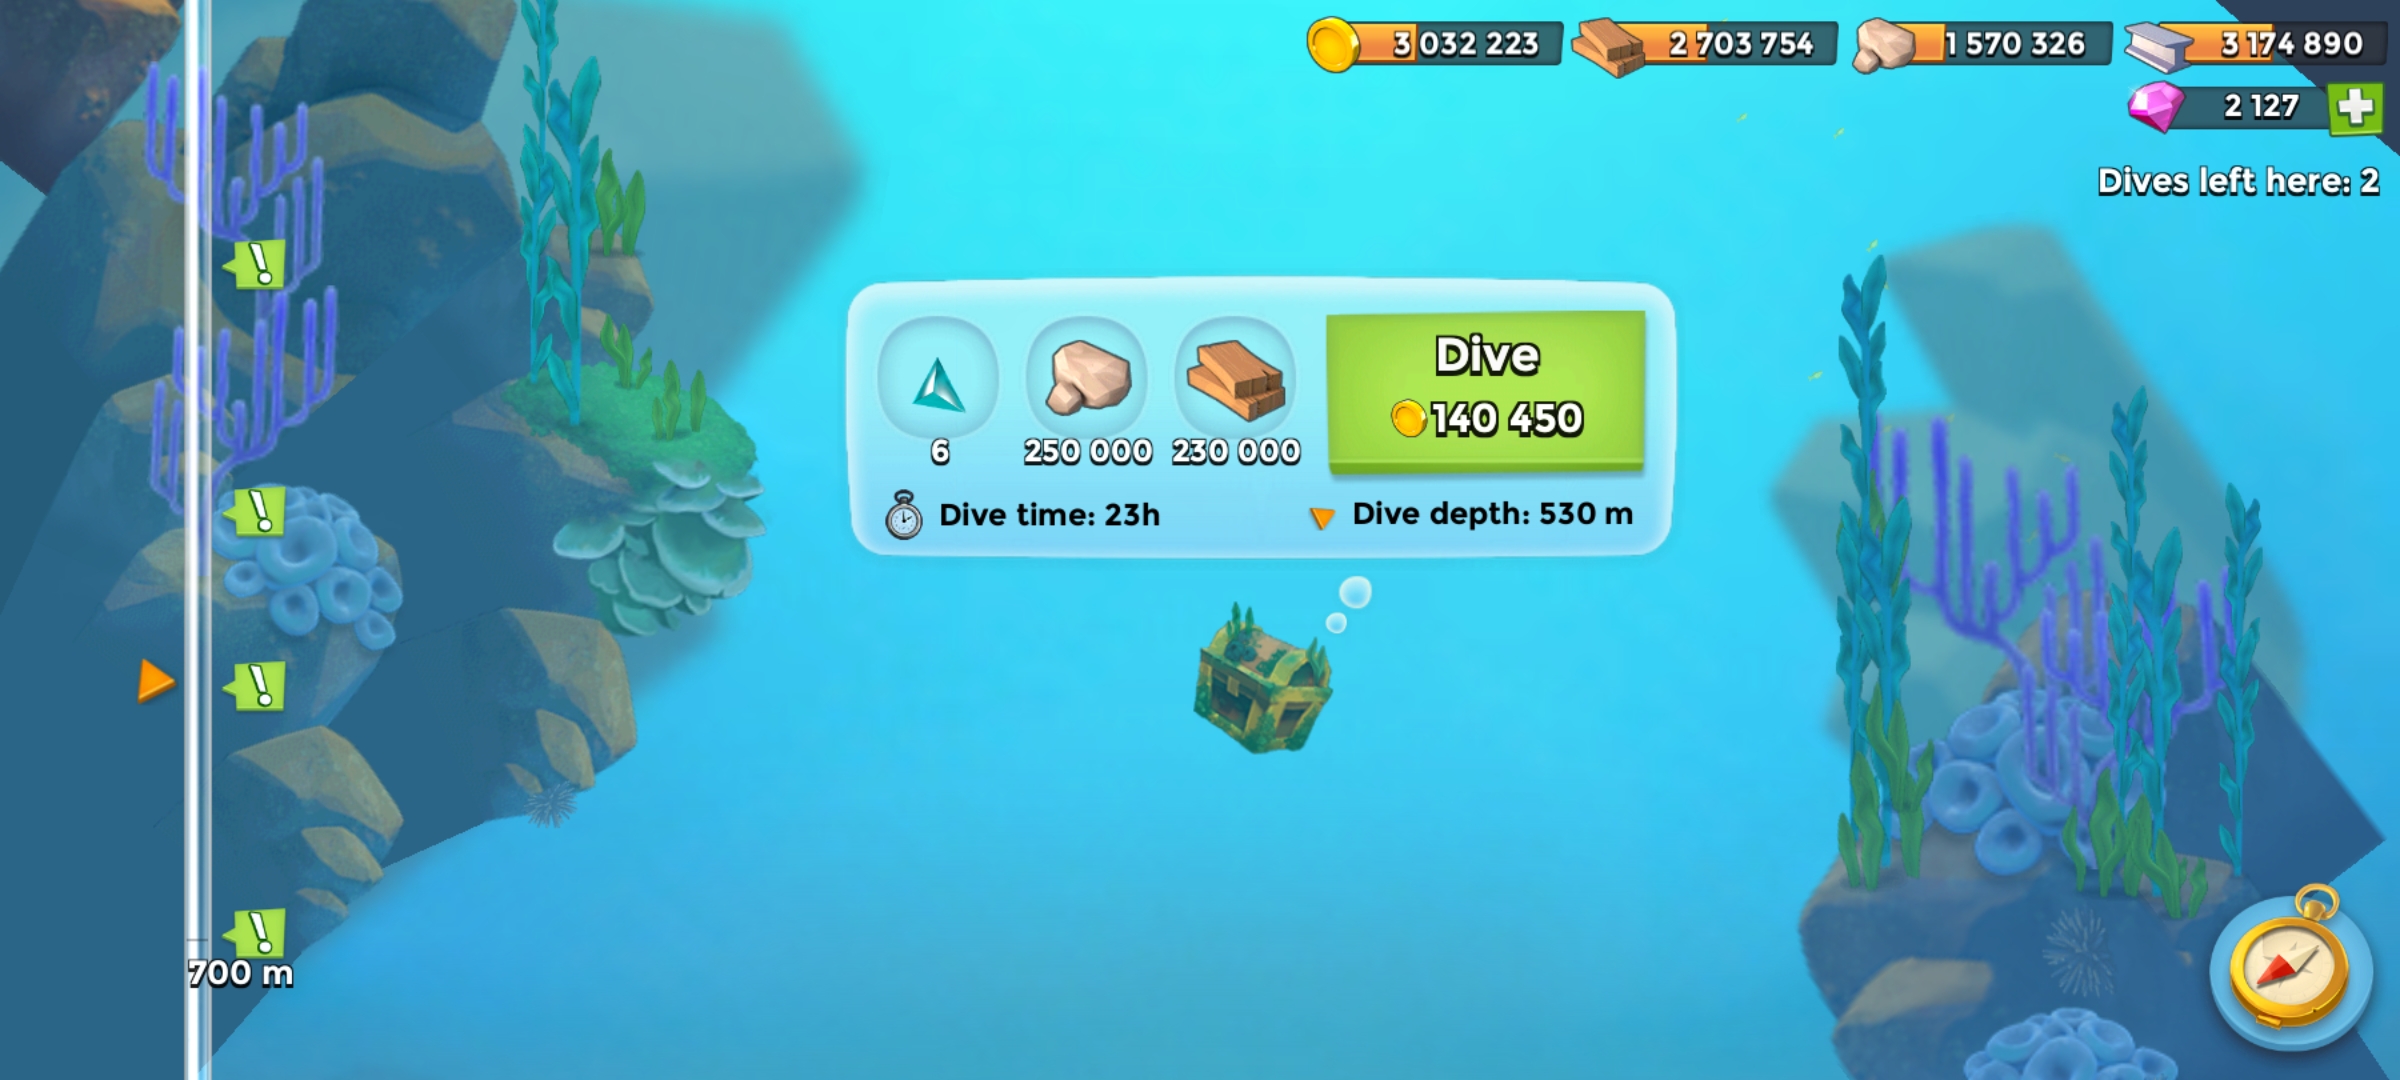 3 032 223
2 703 754
1 570 326
3 174 890
2 127
Dives left here: 2
Dive
140 450
6
250 000
230 000
Dive time: 23h
Dive depth: 530 m
700 m